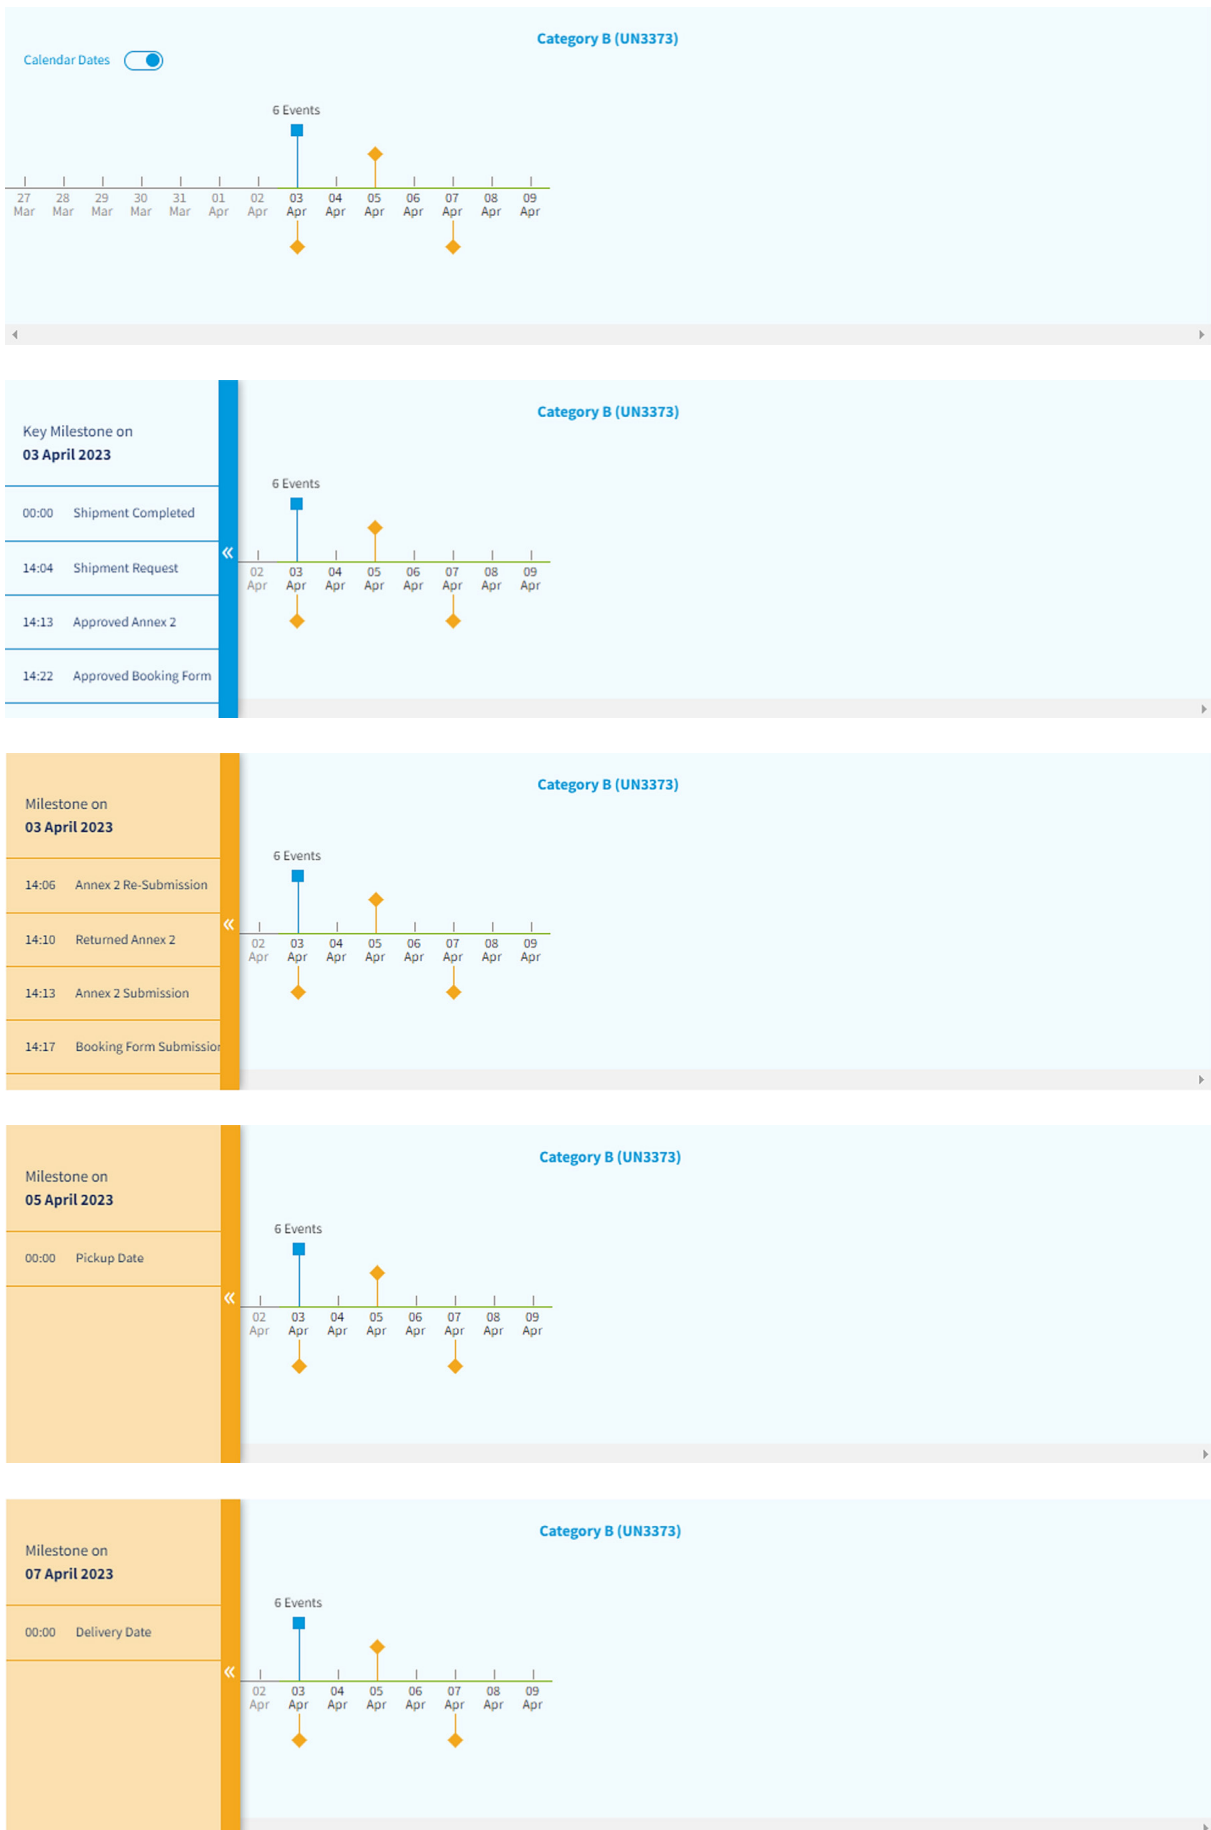 Category B (UN3373)
Calendar Dates
6 Events
27 28 29 30 31 01 02 03 04 05 06 07 08 09
Mar Mar Mar Mar Mar Apr Apr Apr Apr Apr Apr Apr Apr Apr
Category B (UN3373)
Key Milestone on
03 April 2023
6 Events
00:00 Shipment Completed
14:04 Shipment Request
14:13 Approved Annex 2
14:22 Approved Booking Form
02 03 04 05 06 07 08 09
Apr Apr Apr Apr Apr Apr Apr Apr
Category B (UN3373)
Milestone on
03 April 2023
6 Events
14:06 Annex 2 Re-Submission
14:10 Returned Annex 2
14:13 Annex 2 Submission
14:17 Booking Form Submission
02 03 04 05 06 07 08 09
Apr Apr Apr Apr Apr Apr Apr Apr
Category B (UN3373)
Milestone on
05 April 2023
6 Events
00:00 Pickup Date
02 03 04 05 06 07 08 09
Apr Apr Apr Apr Apr Apr Apr Apr
Category B (UN3373)
Milestone on
07 April 2023
6 Events
00:00 Delivery Date
02 03 04 05 06 07 08 09
Apr Apr Apr Apr Apr Apr Apr Apr